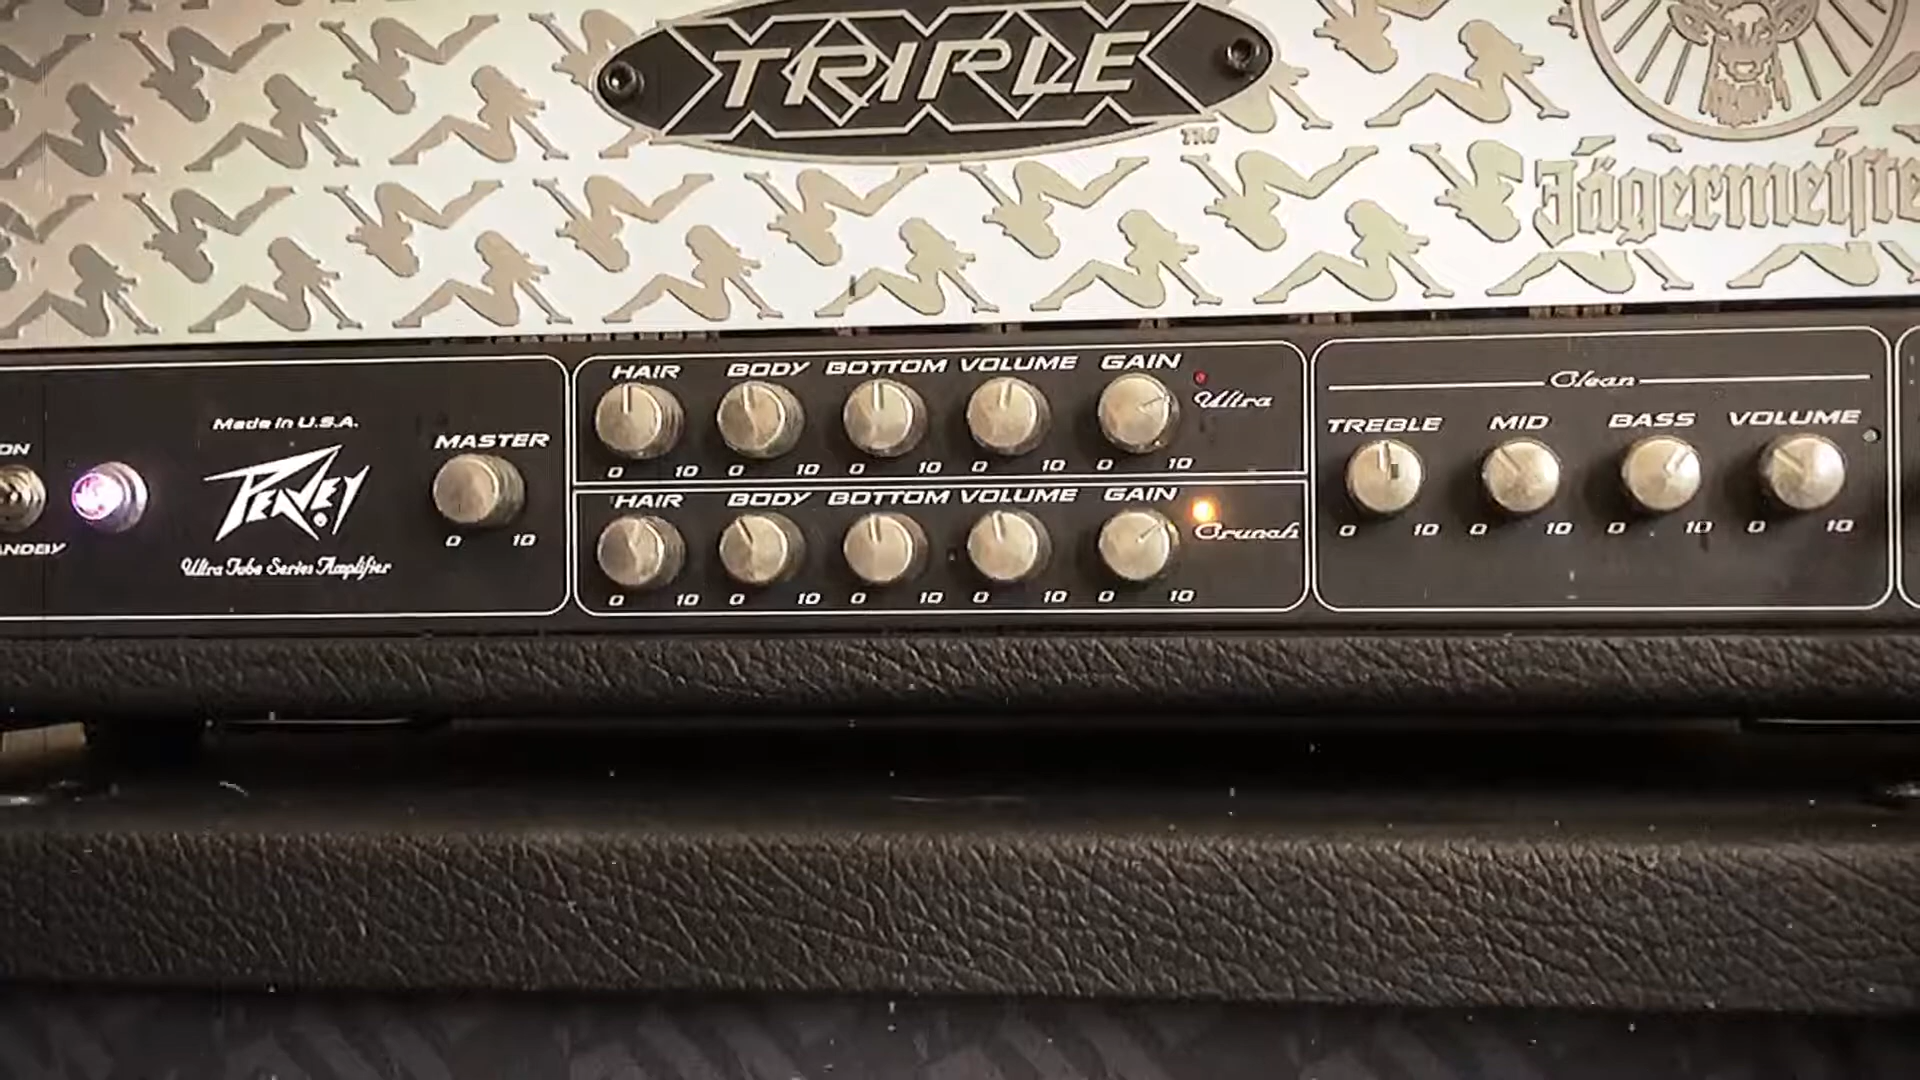 TRIPLE
XXX
TM
Jägermeiste
HAIR BODY BOTTOM VOLUME GAIN
Ultra
0 10 0 10 0 10 0 10 0 10
HAIR BODY BOTTOM VOLUME GAIN
Crunch
0 10 0 10 0 10 0 10 0 10
Clean
TREBLE MID BASS VOLUME
0 10 0 10 0 10 0 10
ON
ANDBY
Made in U.S.A.
PEAVEY®
Ultra Tube Series Amplifier
MASTER
0 10